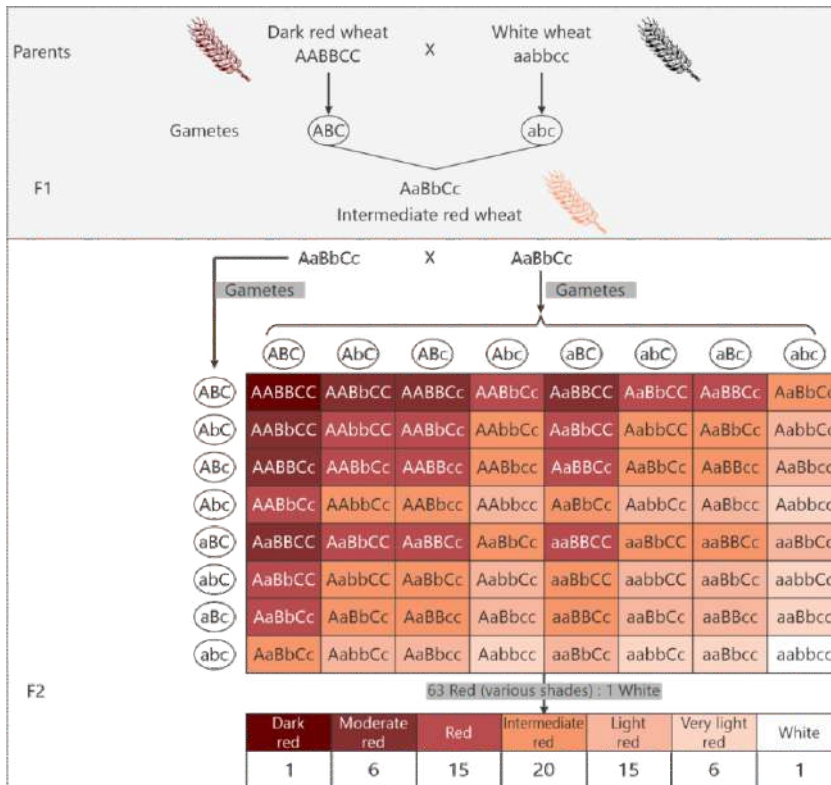 Dark red wheat
AABBCC
X
White wheat
aabbcc
Parents
Gametes
ABC
abc
F1
AaBbCc
Intermediate red wheat
AaBbCc X AaBbCc
Gametes Gametes
ABC AbC ABc Abc aBC abC aBc abc
ABC AABBCC AABbCC AABBCc AABbCc AaBBCC AaBbCC AaBBCc AaBbCc
AbC AABbCC AAbbCC AABbCc AAbbCc AaBbCC AabbCC AaBbCc AabbCc
ABc AABBCc AABbCc AABBcc AABbcc AaBBCc AaBbCc AaBBcc AaBbcc
Abc AABbCc AAbbCc AABbcc AAbbcc AaBbCc AabbCc AaBbcc Aabbcc
aBC AaBBCC AaBbCC AaBBCc AaBbCc aaBBCC aaBbCC aaBBCc aaBbCc
abC AaBbCC AabbCC AaBbCc AabbCc aaBbCC aabbCC aaBbCc aabbCc
aBc AaBbCc AaBbCc AaBBcc AaBbcc aaBBCc aaBbCc aaBBcc aaBbcc
abc AaBbCc AabbCc AaBbcc Aabbcc aaBbCc aabbCc aaBbcc aabbcc
F2
63 Red (various shades) : 1 White
Dark red
Moderate red
Red
Intermediate red
Light red
Very light red
White
1 6 15 20 15 6 1